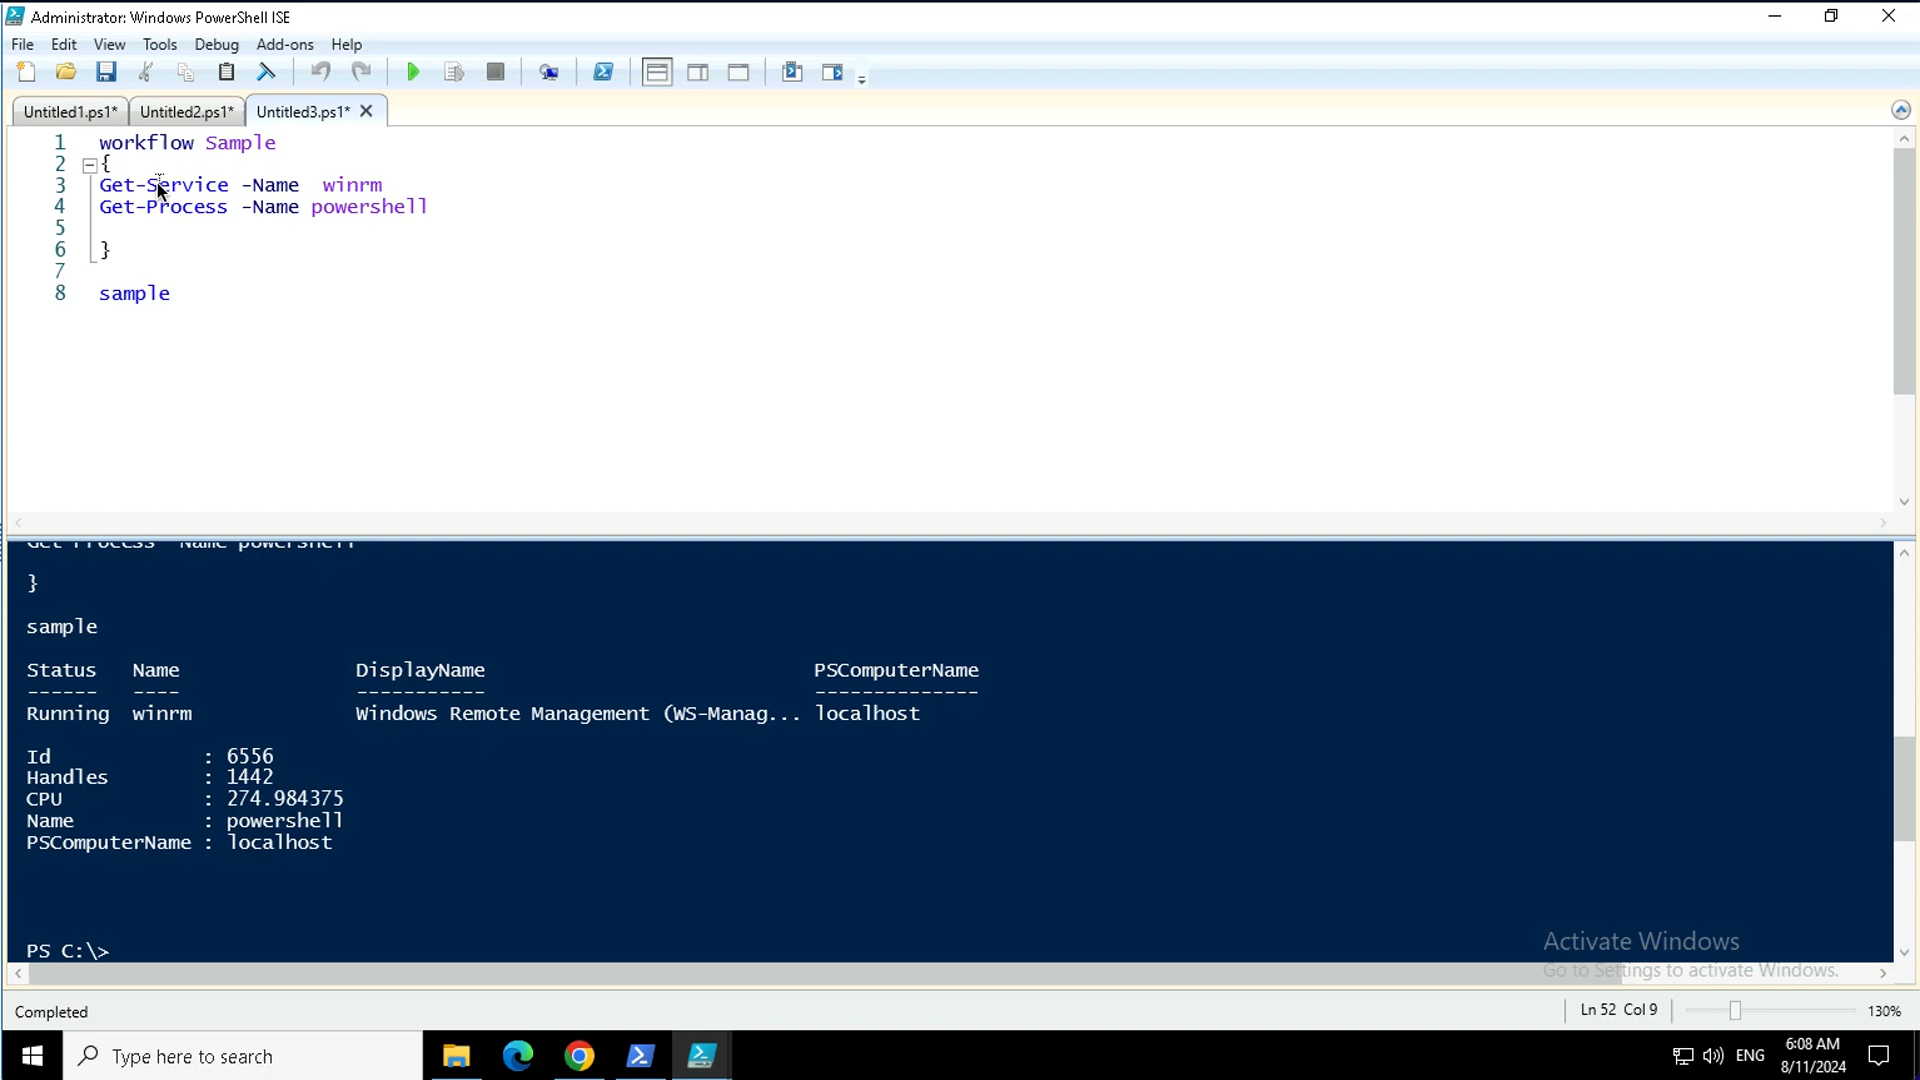 Administrator: Windows PowerShell ISE
File Edit View Tools Debug Add-ons Help
Untitled1.ps1* Untitled2.ps1* Untitled3.ps1*
1 workflow Sample
2 {
3 Get-Service -Name  winrm
4 Get-Process -Name powershell
5
6 }
7
8 sample
Get-Process -Name powershell
}
sample
Status Name DisplayName PSComputerName
------ ---- ----------- --------------
Running winrm Windows Remote Management (WS-Manag... localhost
Id : 6556
Handles : 1442
CPU : 274.984375
Name : powershell
PSComputerName : localhost
PS C:\>
Activate Windows
Go to Settings to activate Windows.
Completed Ln 52 Col 9 130%
Type here to search
ENG
6:08 AM
8/11/2024